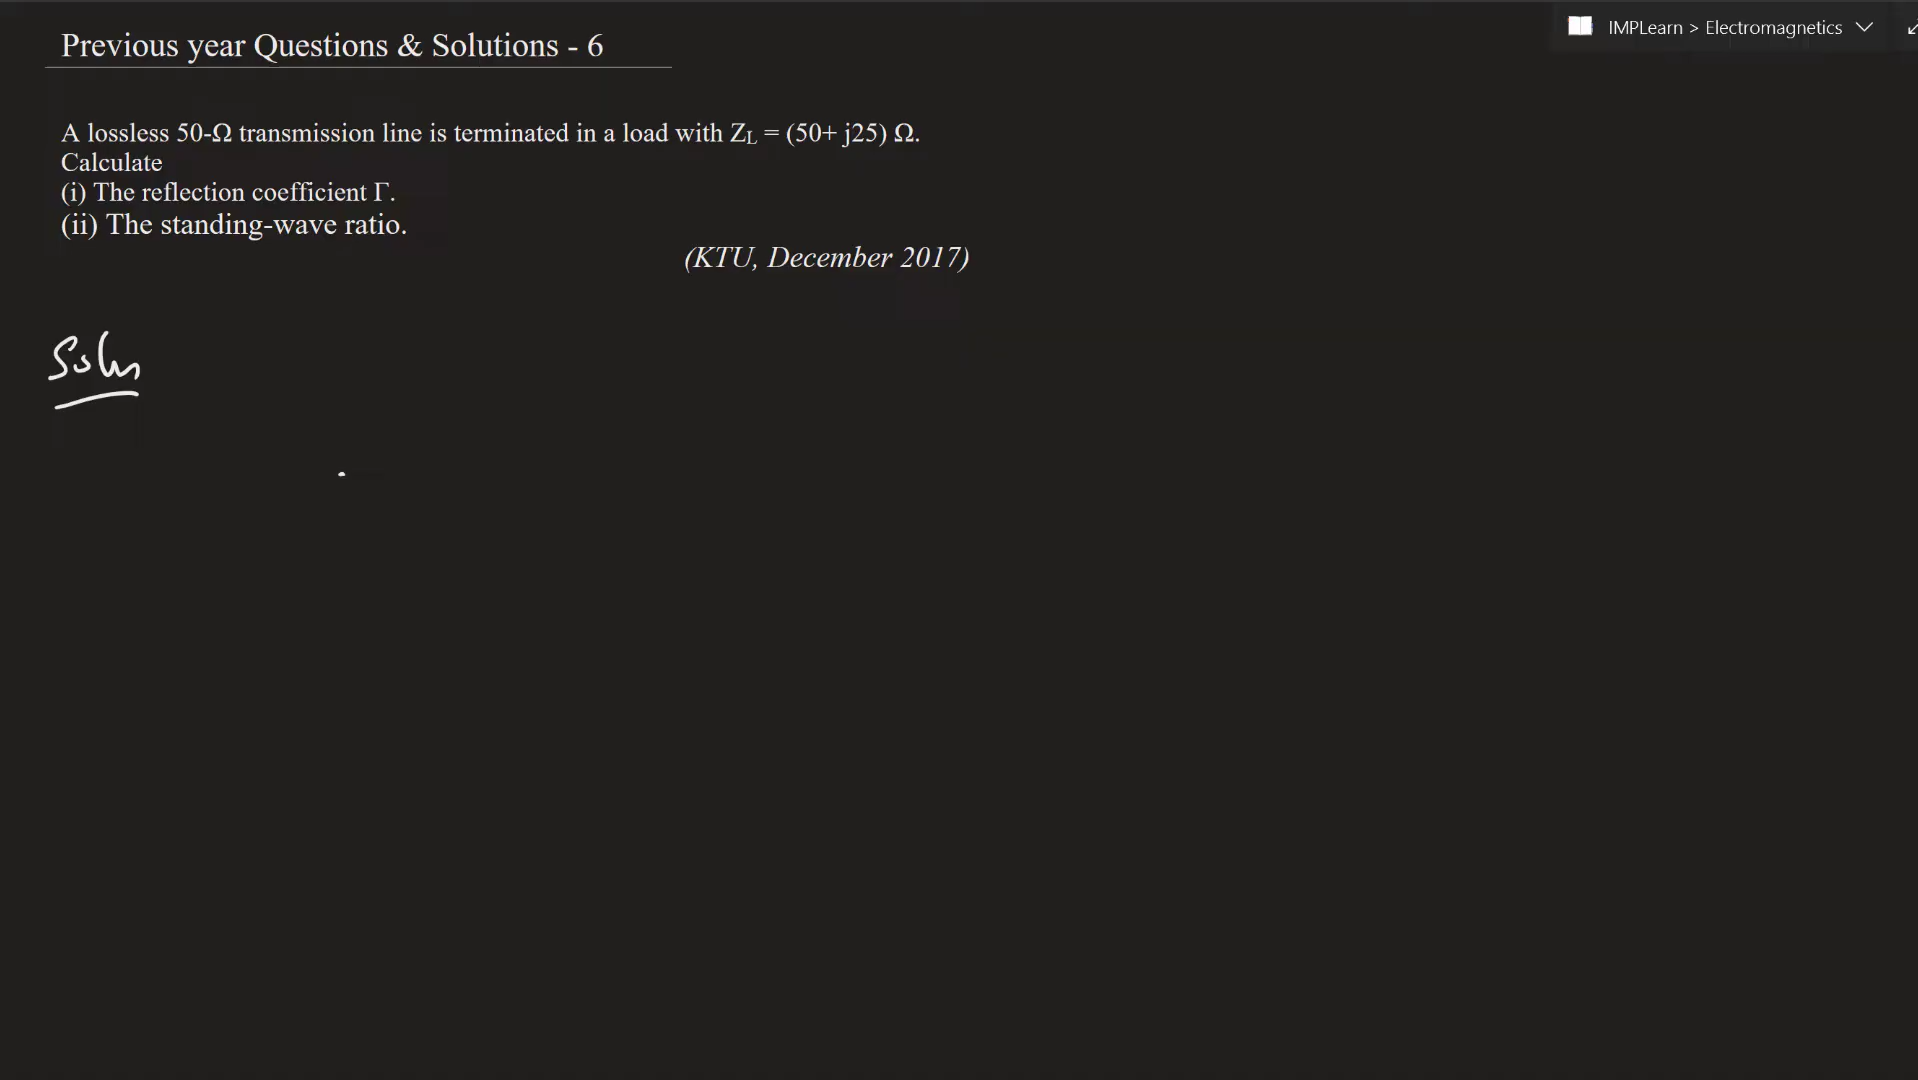 IMPLearn > Electromagnetics
Previous year Questions & Solutions - 6
A lossless 50-Ω transmission line is terminated in a load with Z_L = (50+ j25) Ω.
Calculate
(i) The reflection coefficient Γ.
(ii) The standing-wave ratio.
(KTU, December 2017)
Soln